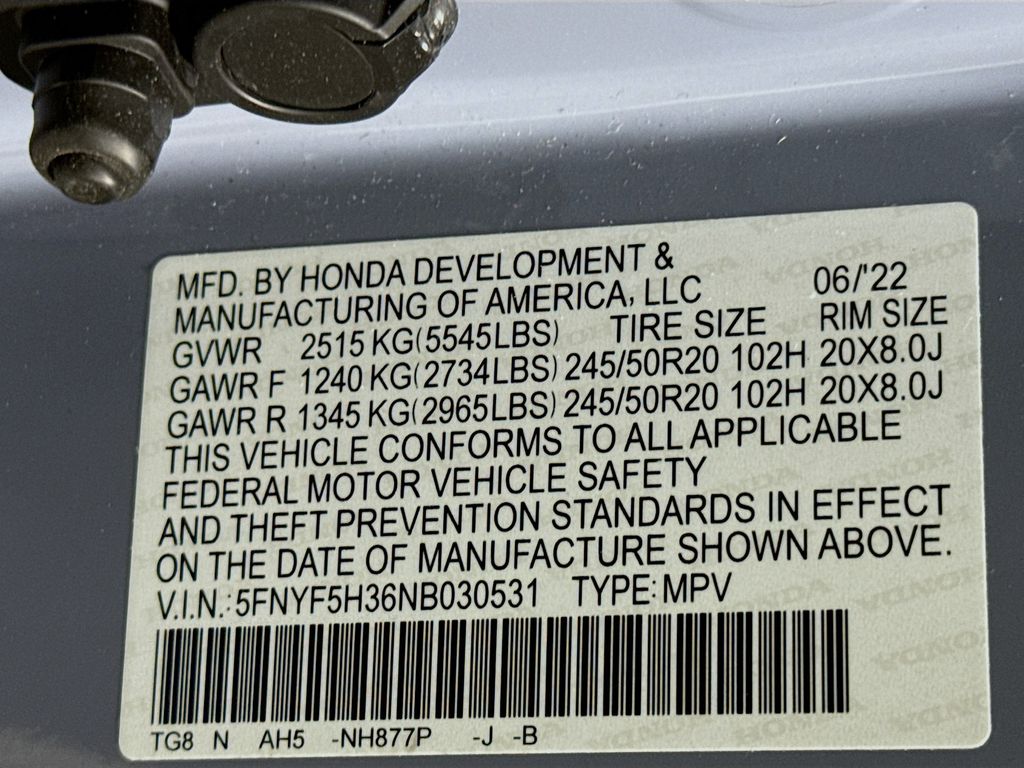 MFD. BY HONDA DEVELOPMENT &
MANUFACTURING OF AMERICA, LLC 06/'22
GVWR 2515 KG(5545LBS) TIRE SIZE RIM SIZE
GAWR F 1240 KG(2734LBS) 245/50R20 102H 20X8.0J
GAWR R 1345 KG(2965LBS) 245/50R20 102H 20X8.0J
THIS VEHICLE CONFORMS TO ALL APPLICABLE
FEDERAL MOTOR VEHICLE SAFETY
AND THEFT PREVENTION STANDARDS IN EFFECT
ON THE DATE OF MANUFACTURE SHOWN ABOVE.
V.I.N.: 5FNYF5H36NB030531 TYPE: MPV
TG8 N AH5 -NH877P -J -B